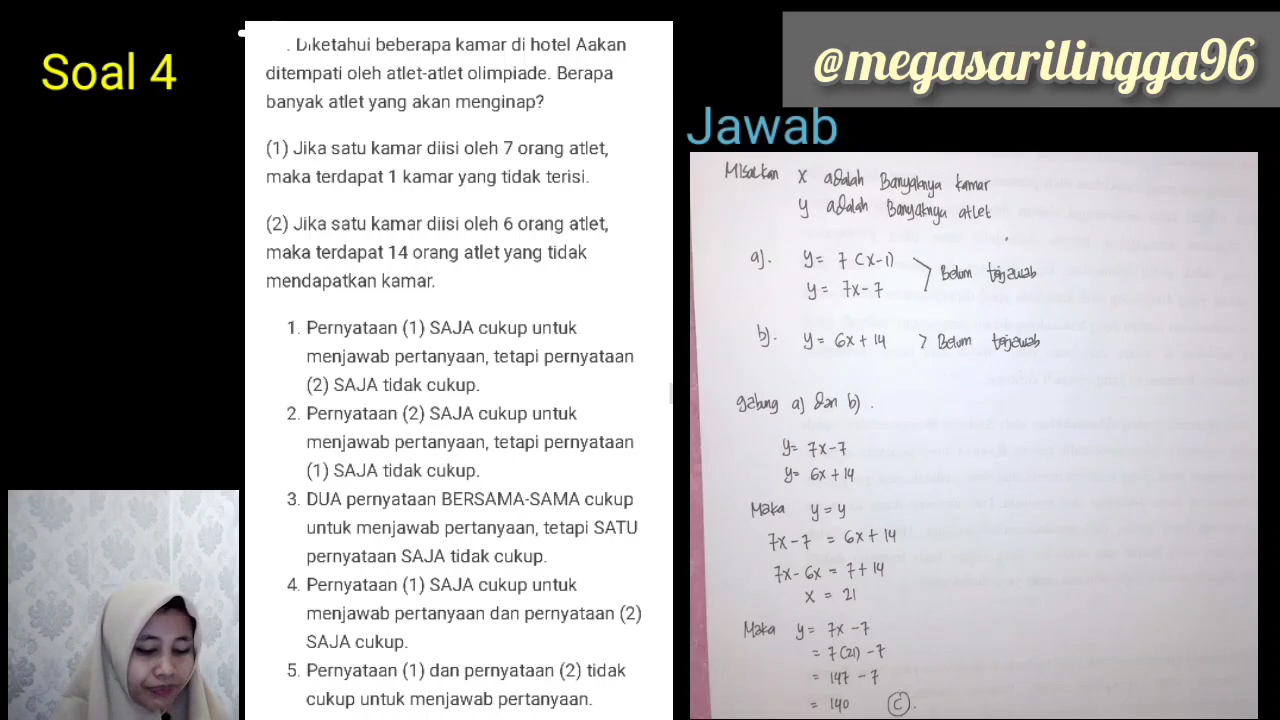 Soal 4
. Diketahui beberapa kamar di hotel Aakan
ditempati oleh atlet-atlet olimpiade. Berapa
banyak atlet yang akan menginap?
(1) Jika satu kamar diisi oleh 7 orang atlet,
maka terdapat 1 kamar yang tidak terisi.
(2) Jika satu kamar diisi oleh 6 orang atlet,
maka terdapat 14 orang atlet yang tidak
mendapatkan kamar.
1. Pernyataan (1) SAJA cukup untuk
menjawab pertanyaan, tetapi pernyataan
(2) SAJA tidak cukup.
2. Pernyataan (2) SAJA cukup untuk
menjawab pertanyaan, tetapi pernyataan
(1) SAJA tidak cukup.
3. DUA pernyataan BERSAMA-SAMA cukup
untuk menjawab pertanyaan, tetapi SATU
pernyataan SAJA tidak cukup.
4. Pernyataan (1) SAJA cukup untuk
menjawab pertanyaan dan pernyataan (2)
SAJA cukup.
5. Pernyataan (1) dan pernyataan (2) tidak
cukup untuk menjawab pertanyaan.
@megasarilingga96
Jawab
Misalkan x adalah Banyaknya kamar
y adalah Banyaknya atlet
a). y = 7 (x-1)
y = 7x - 7
Belum terjawab
b). y = 6x + 14 > Belum terjawab
gabung a) dan b).
y = 7x - 7
y = 6x + 14
Maka y = y
7x - 7 = 6x + 14
7x - 6x = 7 + 14
x = 21
Maka y = 7x - 7
= 7(21) - 7
= 147 - 7
= 140 (C).